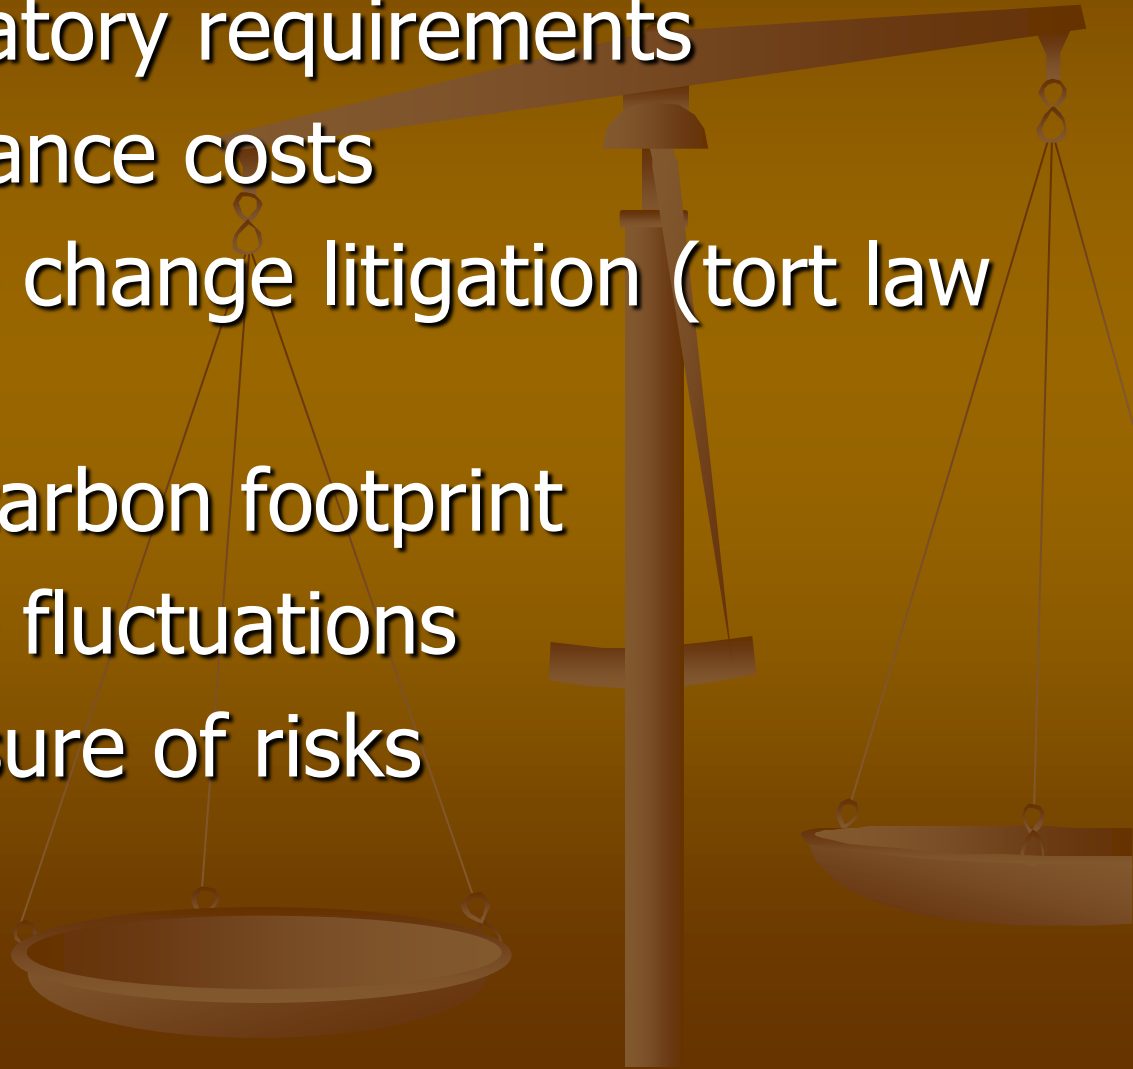 atory requirements
ance costs
change litigation (tort law
arbon footprint
fluctuations
sure of risks